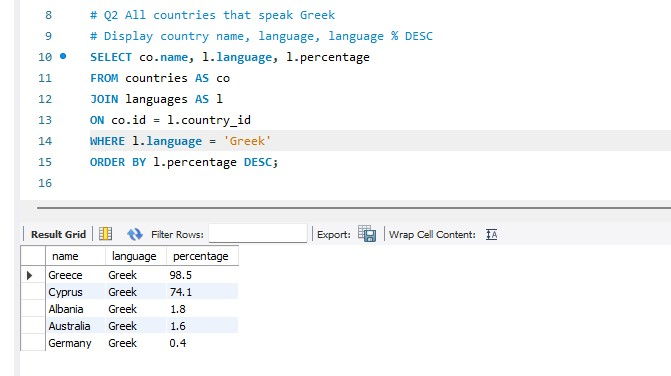 8 # Q2 All countries that speak Greek
9 # Display country name, language, language % DESC
10 SELECT co.name, l.language, l.percentage
11 FROM countries AS co
12 JOIN languages AS l
13 ON co.id = l.country_id
14 WHERE l.language = 'Greek'
15 ORDER BY l.percentage DESC;
16
Result Grid Filter Rows: Export: Wrap Cell Content: IA
name language percentage
Greece Greek 98.5
Cyprus Greek 74.1
Albania Greek 1.8
Australia Greek 1.6
Germany Greek 0.4